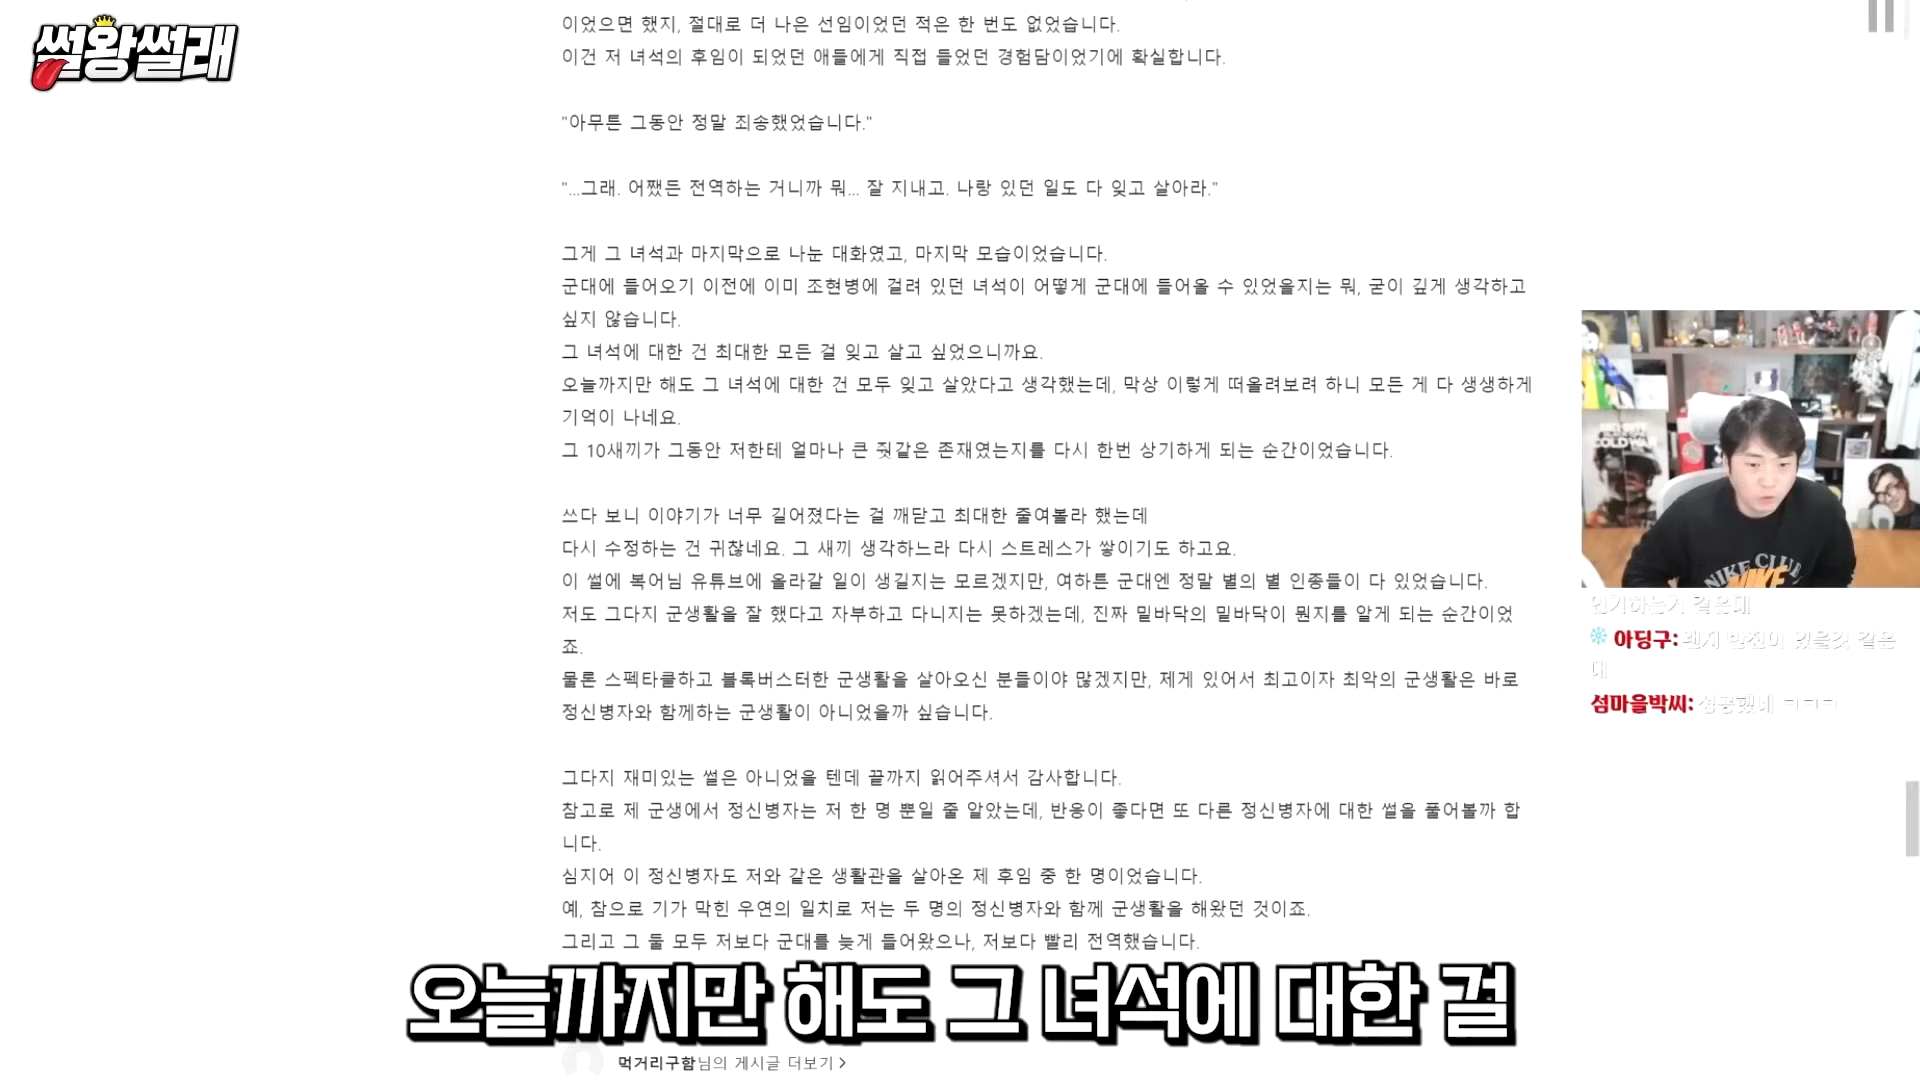 썰왕썰래
이었으면 했지, 절대로 더 나은 선임이었던 적은 한 번도 없었습니다.
이건 저 녀석의 후임이 되었던 애들에게 직접 들었던 경험담이었기에 확실합니다.
"아무튼 그동안 정말 죄송했었습니다."
"...그래. 어쨌든 전역하는 거니까 뭐... 잘 지내고. 나랑 있던 일도 다 잊고 살아라."
그게 그 녀석과 마지막으로 나눈 대화였고, 마지막 모습이었습니다.
군대에 들어오기 이전에 이미 조현병에 걸려 있던 녀석이 어떻게 군대에 들어올 수 있었을지는 뭐, 굳이 깊게 생각하고
싶지 않습니다.
그 녀석에 대한 건 최대한 모든 걸 잊고 살고 싶었으니까요.
오늘까지만 해도 그 녀석에 대한 건 모두 잊고 살았다고 생각했는데, 막상 이렇게 떠올려보려 하니 모든 게 다 생생하게
기억이 나네요.
그 10새끼가 그동안 저한테 얼마나 큰 줫같은 존재였는지를 다시 한번 상기하게 되는 순간이었습니다.
쓰다 보니 이야기가 너무 길어졌다는 걸 깨닫고 최대한 줄여볼라 했는데
다시 수정하는 건 귀찮네요. 그 새끼 생각하느라 다시 스트레스가 쌓이기도 하고요.
이 썰에 복어님 유튜브에 올라갈 일이 생길지는 모르겠지만, 여하튼 군대엔 정말 별의 별 인종들이 다 있었습니다.
저도 그다지 군생활을 잘 했다고 자부하고 다니지는 못하겠는데, 진짜 밑바닥의 밑바닥이 뭔지를 알게 되는 순간이었
죠.
물론 스펙타클하고 블록버스터한 군생활을 살아오신 분들이야 많겠지만, 제게 있어서 최고이자 최악의 군생활은 바로
정신병자와 함께하는 군생활이 아니었을까 싶습니다.
그다지 재미있는 썰은 아니었을 텐데 끝까지 읽어주셔서 감사합니다.
참고로 제 군생에서 정신병자는 저 한 명 뿐일 줄 알았는데, 반응이 좋다면 또 다른 정신병자에 대한 썰을 풀어볼까 합
니다.
심지어 이 정신병자도 저와 같은 생활관을 살아온 제 후임 중 한 명이었습니다.
예, 참으로 기가 막힌 우연의 일치로 저는 두 명의 정신병자와 함께 군생활을 해왔던 것이죠.
그리고 그 둘 모두 저보다 군대를 늦게 들어왔으나, 저보다 빨리 전역했습니다.
COLD WAR
NIKE CLUB
NIKE
같은데
아딩구: 같은
데
섬마을박씨: 성공했네 ㄱㄱㄱ
오늘까지만 해도 그 녀석에 대한 걸
먹거리구함님의 게시글 더보기 >